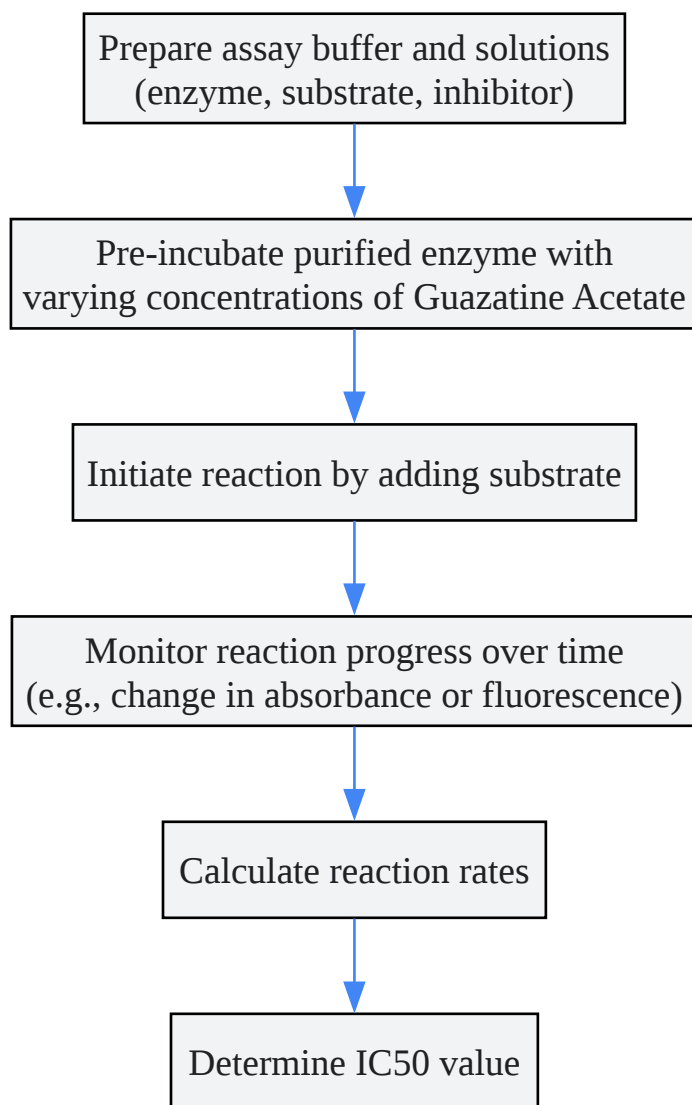 Prepare assay buffer and solutions
(enzyme, substrate, inhibitor)
Pre-incubate purified enzyme with
varying concentrations of Guazatine Acetate
Initiate reaction by adding substrate
Monitor reaction progress over time
(e.g., change in absorbance or fluorescence)
Calculate reaction rates
Determine IC50 value